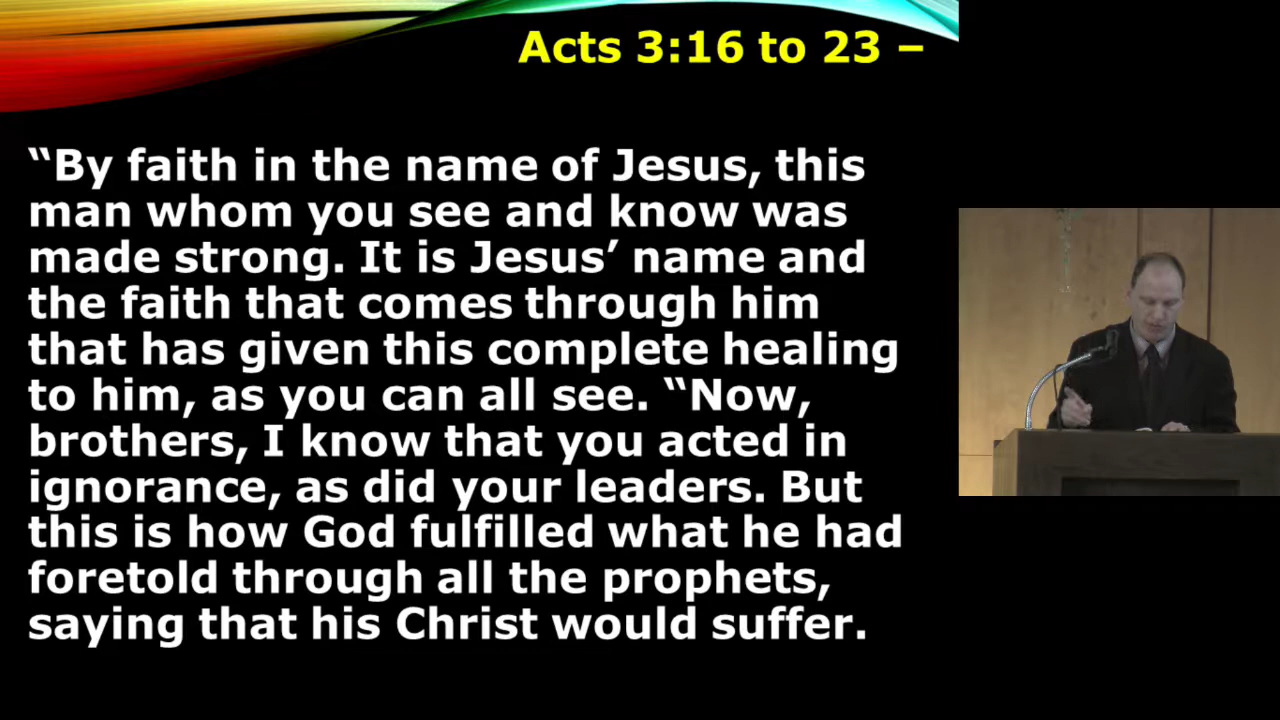 Acts 3:16 to 23 –
“By faith in the name of Jesus, this
man whom you see and know was
made strong. It is Jesus’ name and
the faith that comes through him
that has given this complete healing
to him, as you can all see. “Now,
brothers, I know that you acted in
ignorance, as did your leaders. But
this is how God fulfilled what he had
foretold through all the prophets,
saying that his Christ would suffer.